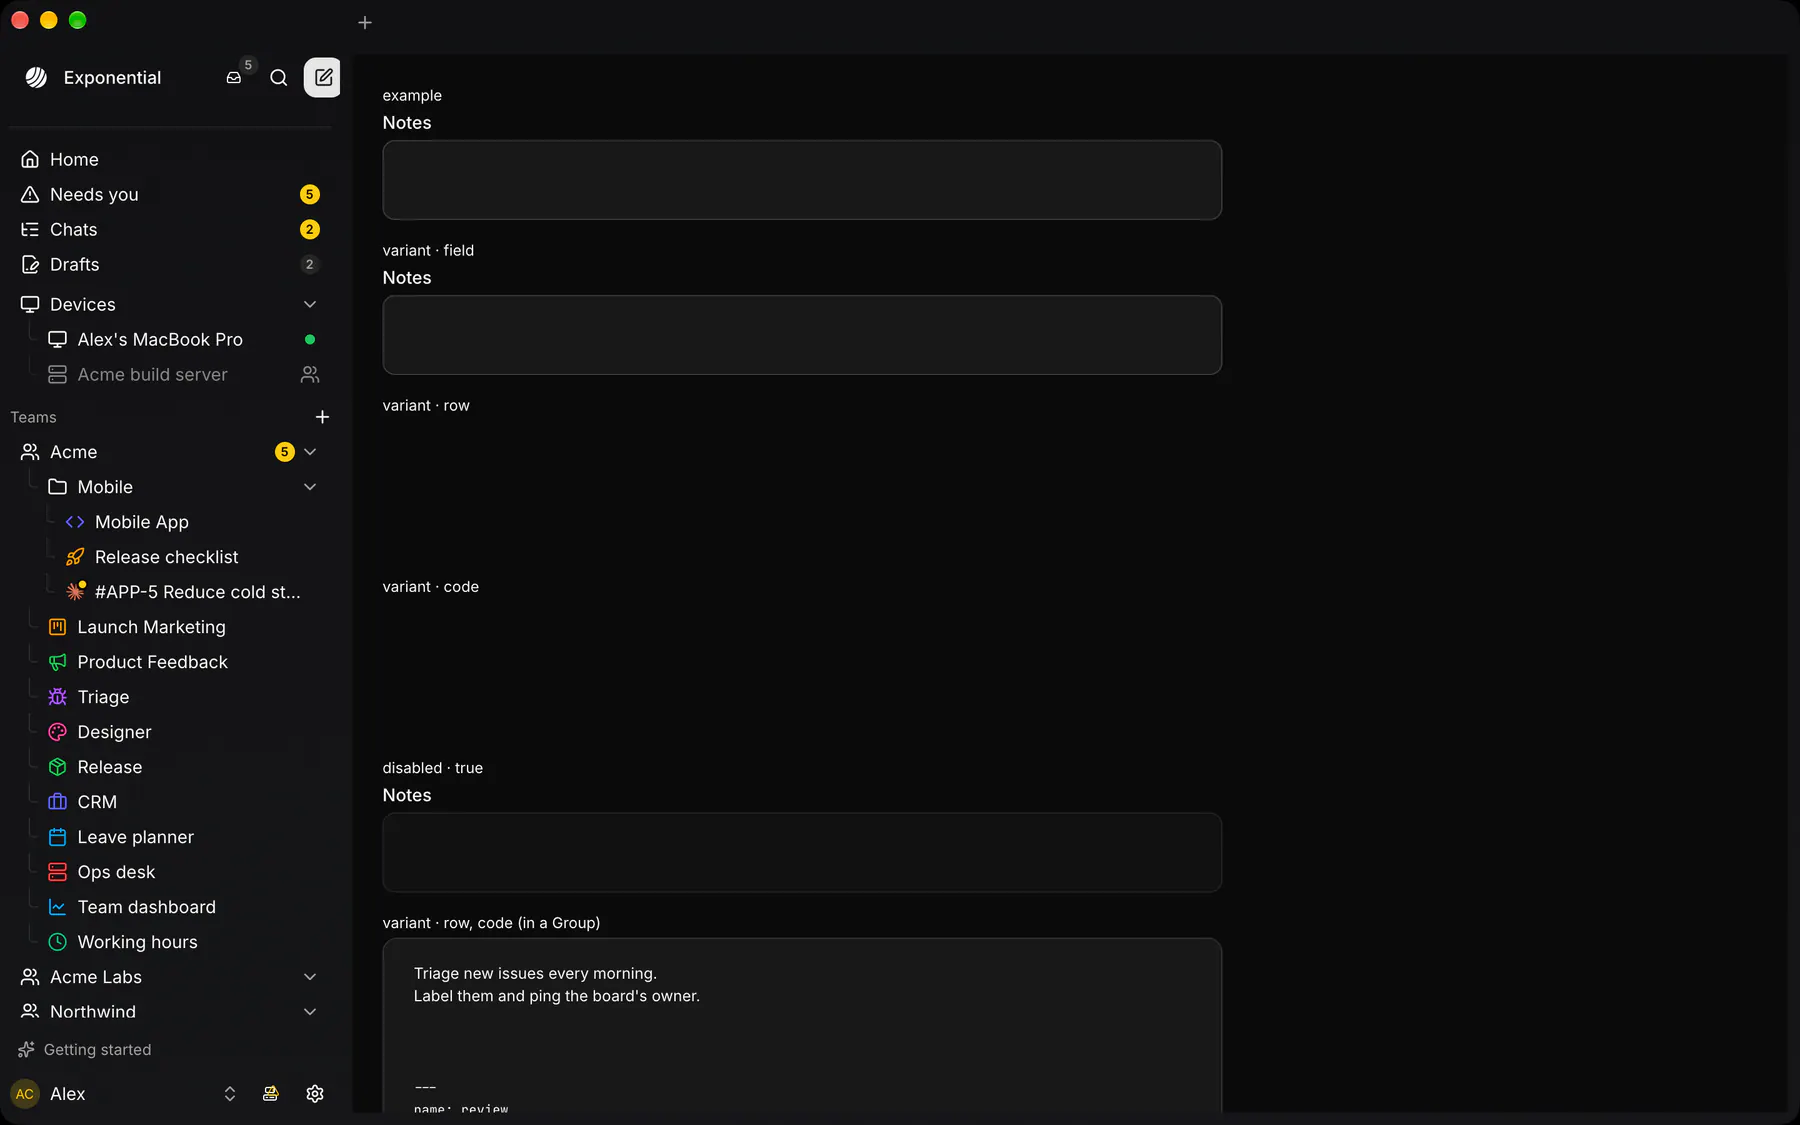 Exponential
5
Home
Needs you
5
Chats
2
Drafts
2
Devices
Alex's MacBook Pro
Acme build server
Teams
Acme
5
Mobile
Mobile App
Release checklist
#APP-5 Reduce cold st...
Launch Marketing
Product Feedback
Triage
Designer
Release
CRM
Leave planner
Ops desk
Team dashboard
Working hours
Acme Labs
Northwind
Getting started
AC
Alex
example
Notes
variant · field
Notes
variant · row
variant · code
disabled · true
Notes
variant · row, code (in a Group)
Triage new issues every morning.
Label them and ping the board's owner.
---
name: review